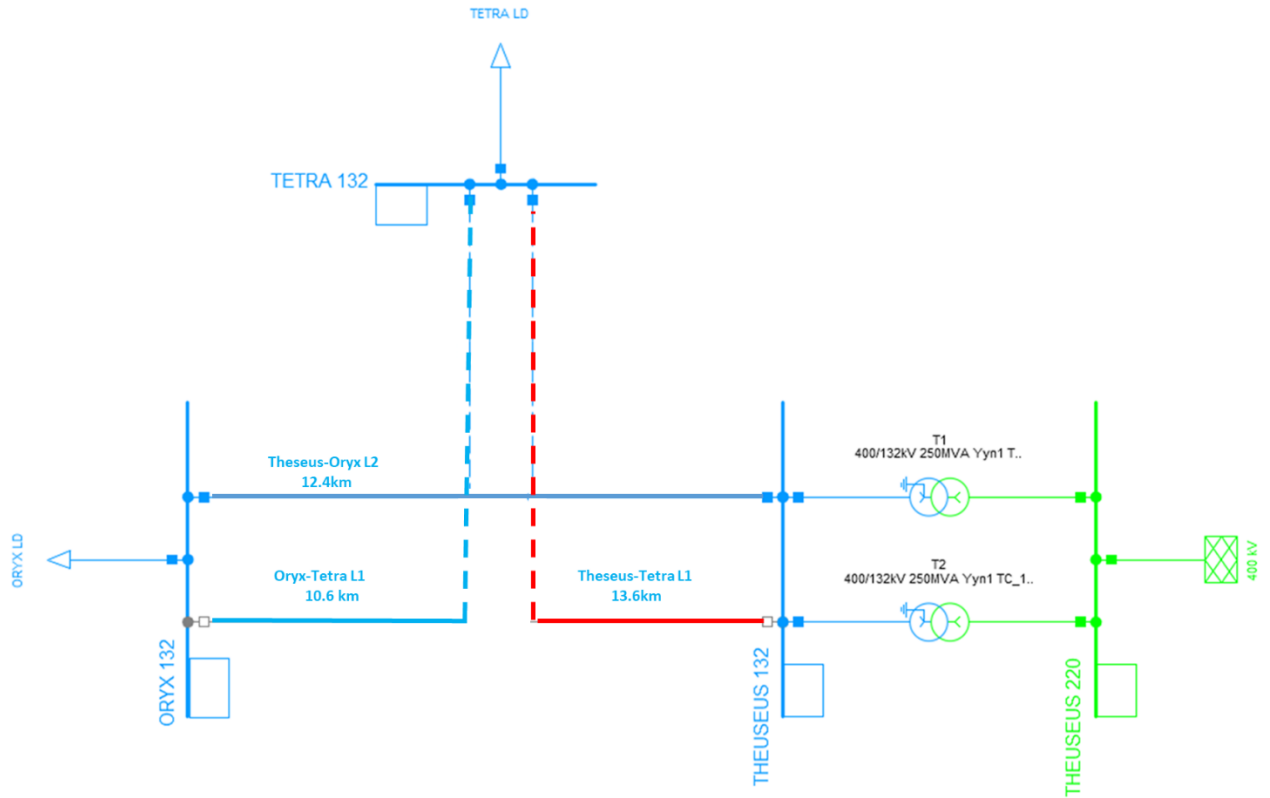 TETRA LD
TETRA 132
T1
400/132kV 250MVA Yyn1 T..
Theseus-Oryx L2
12.4km
ORYX LD
Oryx-Tetra L1
10.6 km
Theseus-Tetra L1
13.6km
T2
400/132kV 250MVA Yyn1 TC_1..
400 kV
ORYX 132
THEUSEUS 132
THEUSEUS 220